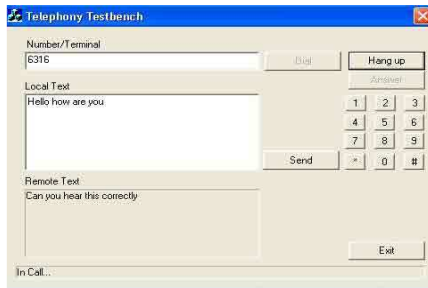 Telephony Testbench
Number/Terminal
6316
Dial
Hang up
Answer
Local Text
Hello how are you
1 2 3
4 5 6
7 8 9
* 0 #
Send
Remote Text
Can you hear this correctly
Exit
In Call...